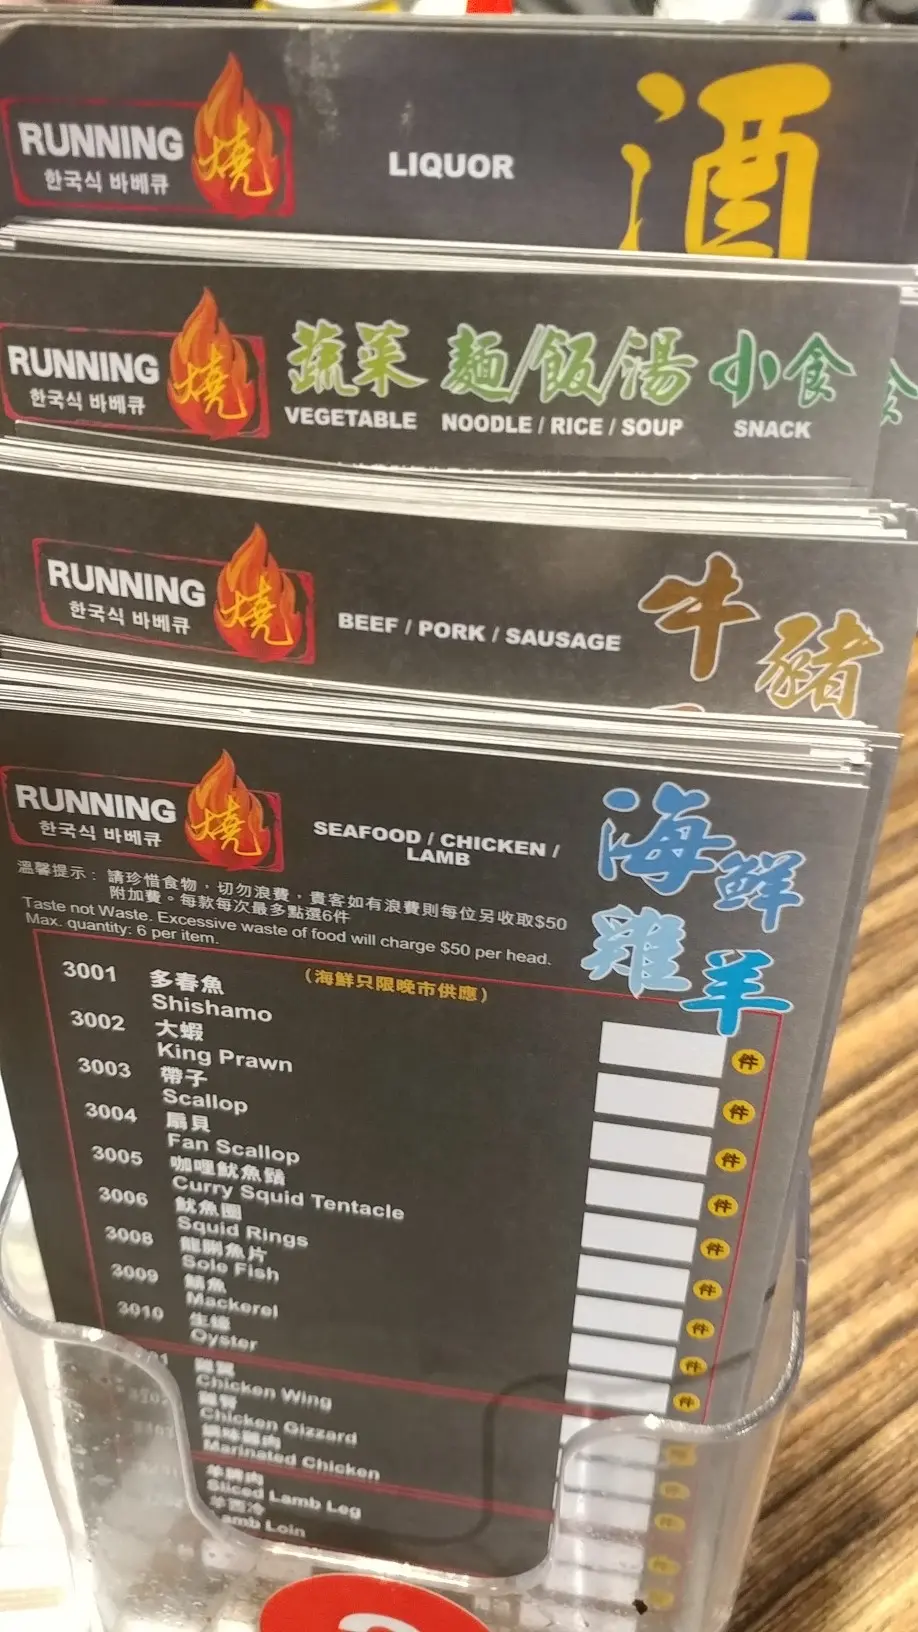 RUNNING
한국식 바베큐
燒
LIQUOR
酒
RUNNING
한국식 바베큐
燒
蔬菜 麵/飯/湯 小食
VEGETABLE NOODLE / RICE / SOUP SNACK
食
RUNNING
한국식 바베큐
燒
BEEF / PORK / SAUSAGE
牛 豬
RUNNING
한국식 바베큐
燒
SEAFOOD / CHICKEN /
LAMB
海鮮
雞羊
溫馨提示： 請珍惜食物，切勿浪費，貴客如有浪費則每位另收取$50
附加費。每款每次最多點選6件
Taste not Waste. Excessive waste of food will charge $50 per head.
Max. quantity: 6 per item.
3001 多春魚 （海鮮只限晚市供應）
Shishamo 件
3002 大蝦
King Prawn 件
3003 帶子
Scallop 件
3004 扇貝
Fan Scallop 件
3005 咖哩魷魚鬚
Curry Squid Tentacle 件
3006 魷魚圈
Squid Rings 件
3008 龍脷魚片
Sole Fish 件
3009 鯖魚
Mackerel 件
3010 生蠔
Oyster 件
雞翼
Chicken Wing
Chicken Gizzard
Marinated Chicken
Sliced Lamb Leg
Lamb Loin